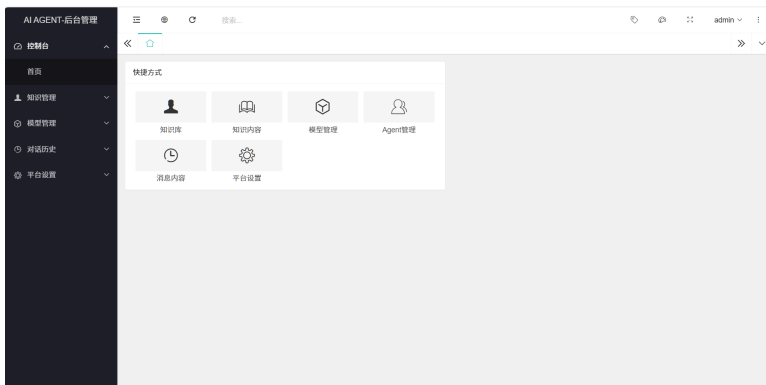 AI AGENT-后台管理
搜索...
admin
控制台
首页
知识管理
模型管理
对话历史
平台设置
快捷方式
知识库
知识内容
模型管理
Agent管理
消息内容
平台设置